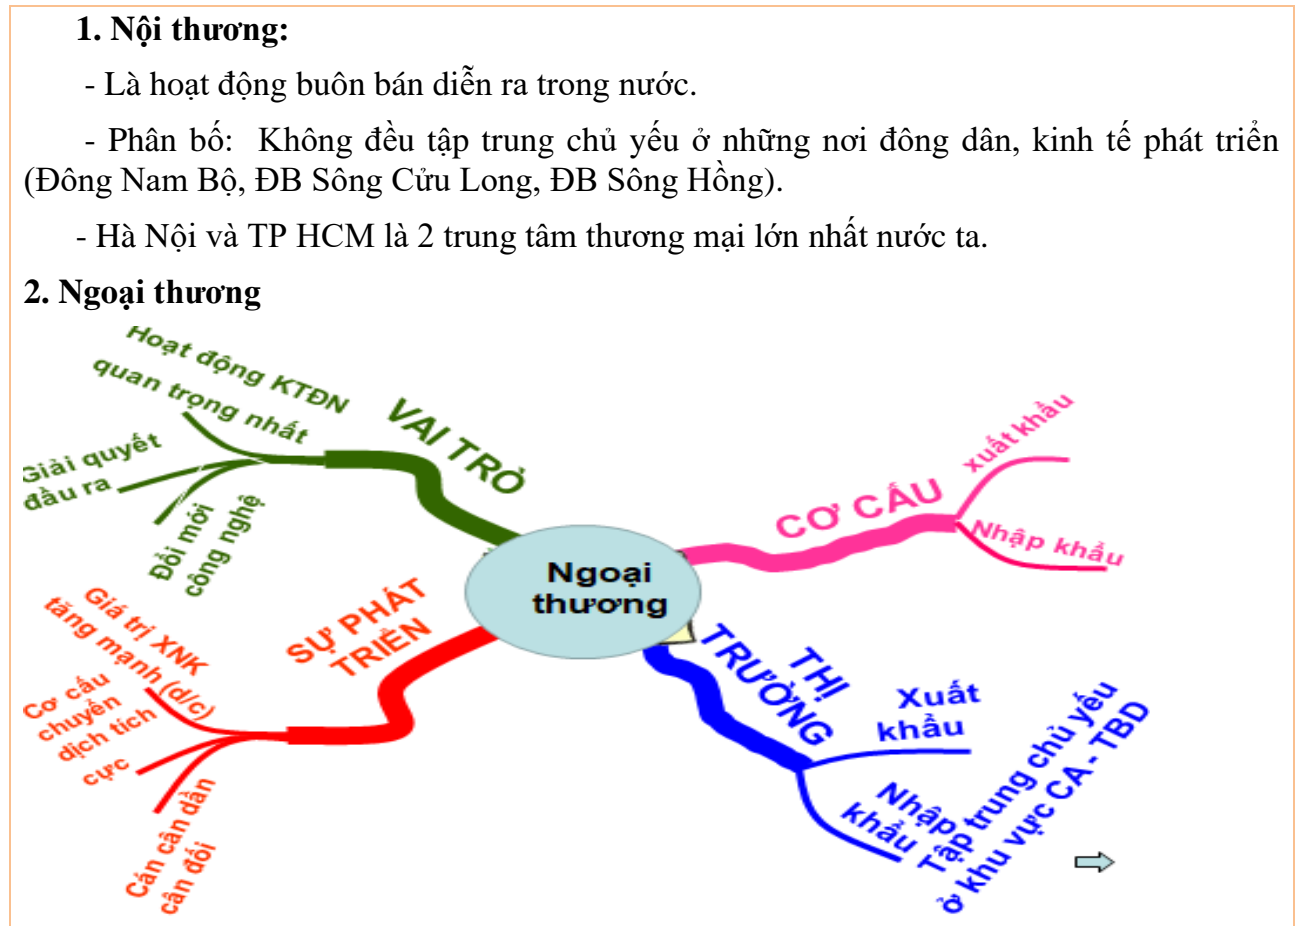 1. Nội thương:
- Là hoạt động buôn bán diễn ra trong nước.
- Phân bố: Không đều tập trung chủ yếu ở những nơi đông dân, kinh tế phát triển
(Đông Nam Bộ, ĐB Sông Cửu Long, ĐB Sông Hồng).
- Hà Nội và TP HCM là 2 trung tâm thương mại lớn nhất nước ta.
2. Ngoại thương
Hoạt động KTĐN
quan trọng nhất
Giải quyết
đầu ra
Đổi mới
công nghệ
VAI TRÒ
CƠ CẤU
xuất khẩu
Nhập khẩu
Ngoại
thương
SỰ PHÁT
TRIỂN
Giá trị XNK
tăng mạnh (d/c)
Cơ cấu
chuyển
dịch tích
cực
Cán cân dần
cân đối
THỊ
TRƯỜNG
Xuất
khẩu
Nhập
khẩu
Tập trung chủ yếu
ở khu vực CA - TBD